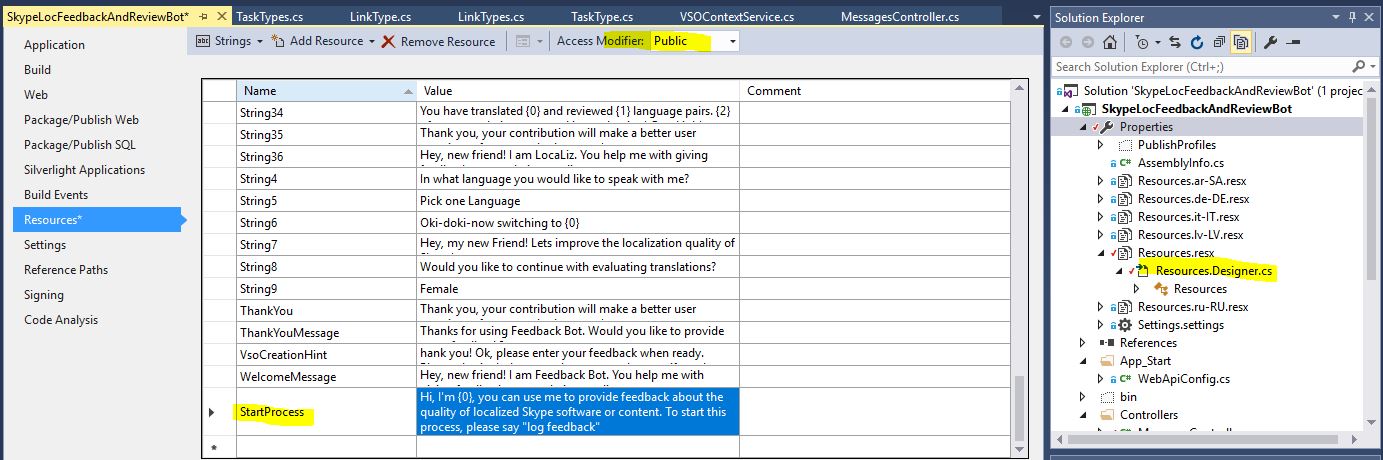 SkypeLocFeedbackAndReviewBot* TaskTypes.cs LinkType.cs LinkTypes.cs TaskType.cs VSOContextService.cs MessagesController.cs
Application
Build
Web
Package/Publish Web
Package/Publish SQL
Silverlight Applications
Build Events
Resources*
Settings
Reference Paths
Signing
Code Analysis
Strings Add Resource Remove Resource Access Modifier: Public
Name Value Comment
String34 You have translated {0} and reviewed {1} language pairs. {2}
String35 Thank you, your contribution will make a better user
String36 Hey, new friend! I am LocaLiz. You help me with giving
String4 In what language you would like to speak with me?
String5 Pick one Language
String6 Oki-doki-now switching to {0}
String7 Hey, my new Friend! Lets improve the localization quality of
String8 Would you like to continue with evaluating translations?
String9 Female
ThankYou Thank you, your contribution will make a better user
ThankYouMessage Thanks for using Feedback Bot. Would you like to provide
VsoCreationHint hank you! Ok, please enter your feedback when ready.
WelcomeMessage Hey, new friend! I am Feedback Bot. You help me with
StartProcess Hi, I'm {0}, you can use me to provide feedback about the
quality of localized Skype software or content. To start this
process, please say "log feedback"
Solution Explorer
Search Solution Explorer (Ctrl+;)
Solution 'SkypeLocFeedbackAndReviewBot' (1 projec
SkypeLocFeedbackAndReviewBot
Properties
PublishProfiles
C# AssemblyInfo.cs
Resources.ar-SA.resx
Resources.de-DE.resx
Resources.it-IT.resx
Resources.lv-LV.resx
Resources.resx
Resources.Designer.cs
Resources
Resources.ru-RU.resx
Settings.settings
References
App_Start
C# WebApiConfig.cs
bin
Controllers